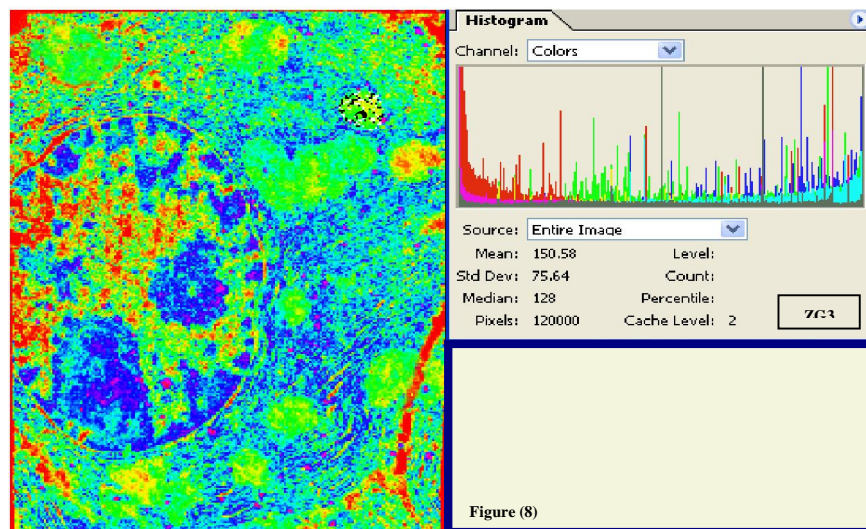 Histogram
Channel: Colors
Source: Entire Image
Mean: 150.58 Level:
Std Dev: 75.64 Count:
Median: 128 Percentile:
Pixels: 120000 Cache Level: 2
Figure (8)